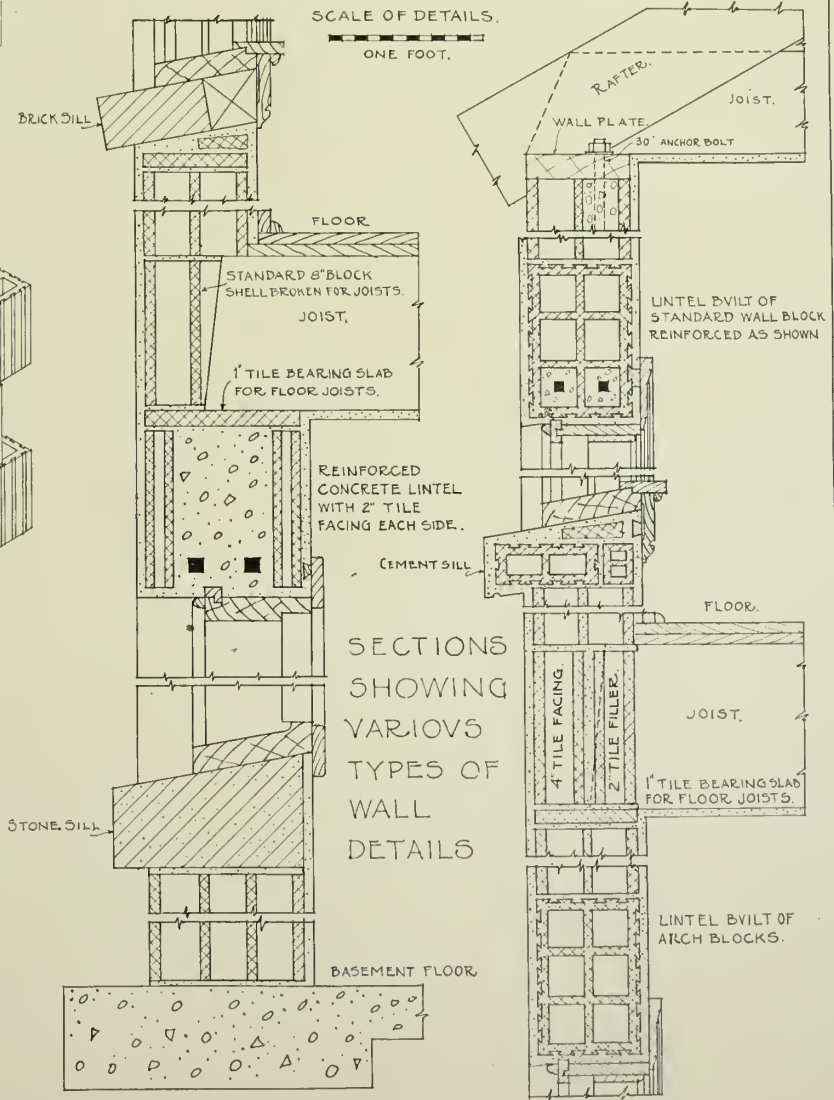 SCALE OF DETAILS.
ONE FOOT.
BRICK SILL
FLOOR
STANDARD 8" BLOCK
SHELL BROKEN FOR JOISTS.
JOIST.
1" TILE BEARING SLAB
FOR FLOOR JOISTS.
REINFORCED
CONCRETE LINTEL
WITH 2" TILE
FACING EACH SIDE.
SECTIONS
SHOWING
VARIOVS
TYPES OF
WALL
DETAILS
STONE SILL
BASEMENT FLOOR
RAFTER.
JOIST.
WALL PLATE.
30" ANCHOR BOLT
LINTEL BVILT OF
STANDARD WALL BLOCK
REINFORCED AS SHOWN
CEMENT SILL
FLOOR.
4" TILE FACING
2" TILE FILLER
JOIST.
1" TILE BEARING SLAB
FOR FLOOR JOISTS.
LINTEL BVILT OF
ARCH BLOCKS.